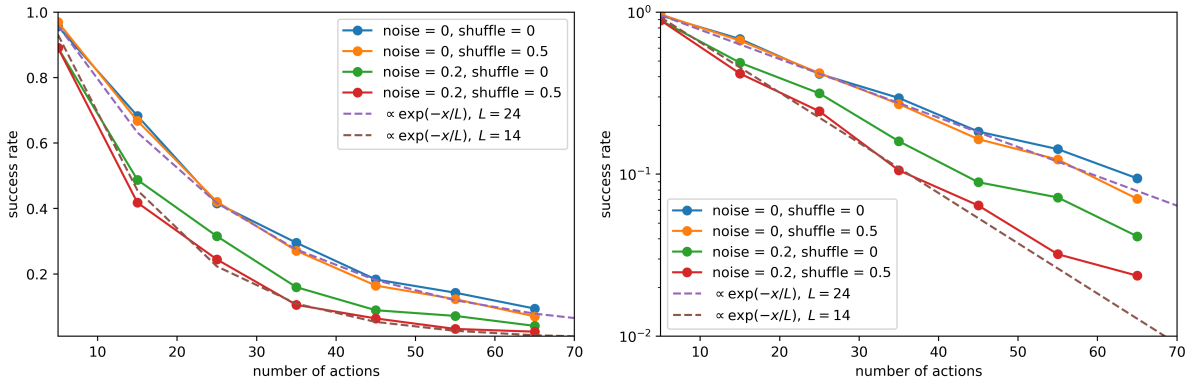 1.0
0.8
0.6
0.4
0.2
success rate
noise = 0, shuffle = 0
noise = 0, shuffle = 0.5
noise = 0.2, shuffle = 0
noise = 0.2, shuffle = 0.5
∝ exp(−x/L), L = 24
∝ exp(−x/L), L = 14
10 20 30 40 50 60 70
number of actions
10⁰
10⁻¹
10⁻²
success rate
noise = 0, shuffle = 0
noise = 0, shuffle = 0.5
noise = 0.2, shuffle = 0
noise = 0.2, shuffle = 0.5
∝ exp(−x/L), L = 24
∝ exp(−x/L), L = 14
10 20 30 40 50 60 70
number of actions